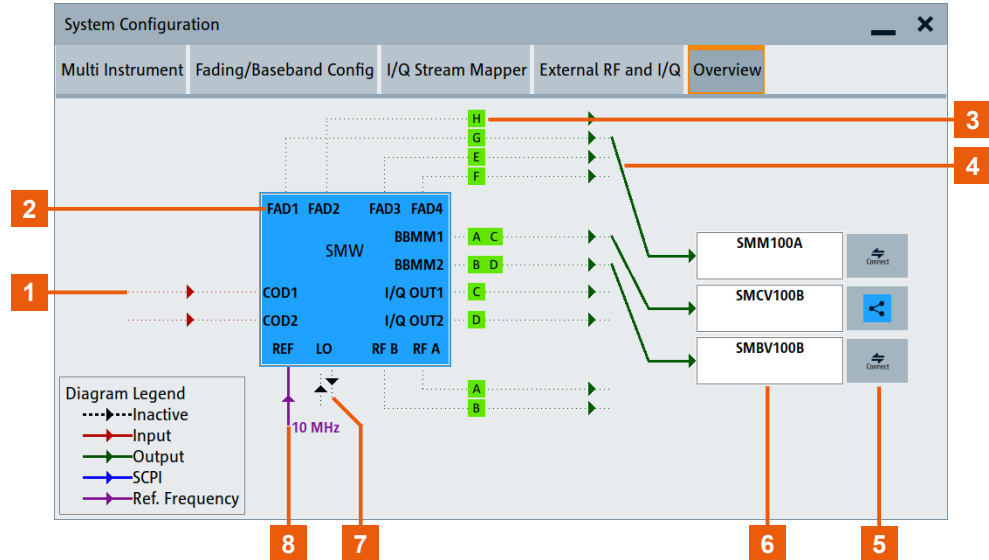 System Configuration
Multi Instrument Fading/Baseband Config I/Q Stream Mapper External RF and I/Q Overview
H
3
G
E
4
F
2
FAD1 FAD2 FAD3 FAD4
BBMM1 A C
SMW
SMM100A
Connect
BBMM2 B D
1
COD1 I/Q OUT1 C
SMCV100B
COD2 I/Q OUT2 D
REF LO RF B RF A
SMBV100B
Connect
A
B
10 MHz
Diagram Legend
Inactive
Input
Output
SCPI
Ref. Frequency
8 7 6 5